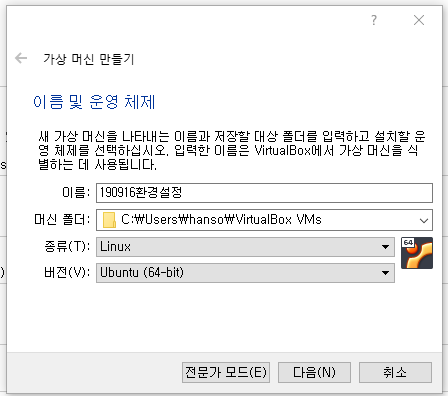 ?
가상 머신 만들기
이름 및 운영 체제
새 가상 머신을 나타내는 이름과 저장할 대상 폴더를 입력하고 설치할 운
영 체제를 선택하십시오. 입력한 이름은 VirtualBox에서 가상 머신을 식
별하는 데 사용됩니다.
이름: 190916환경설정
머신 폴더: C:₩Users₩hanso₩VirtualBox VMs
종류(T): Linux
64
버전(V): Ubuntu (64-bit)
전문가 모드(E) 다음(N) 취소